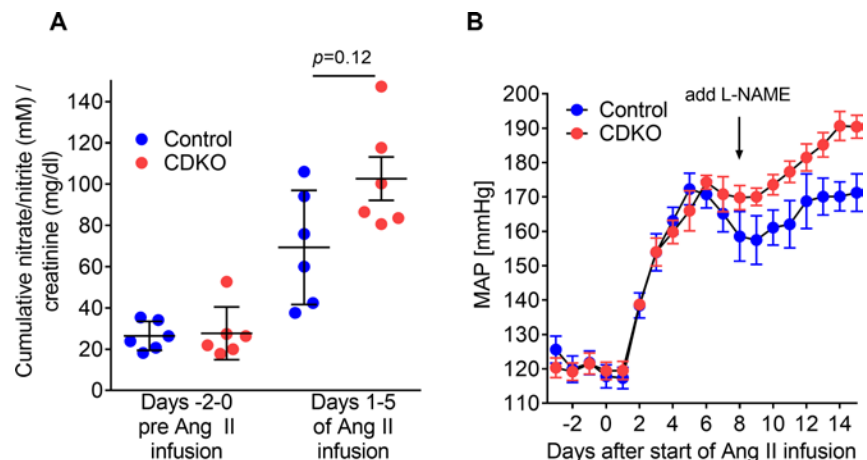 A
Cumulative nitrate/nitrite (mM) /
creatinine (mg/dl)
140
120
100
80
60
40
20
0
p=0.12
Control
CDKO
Days -2-0
pre Ang II
infusion
Days 1-5
of Ang II
infusion
B
MAP [mmHg]
200
190
180
170
160
150
140
130
120
110
Control
CDKO
add L-NAME
-2 0 2 4 6 8 10 12 14
Days after start of Ang II infusion